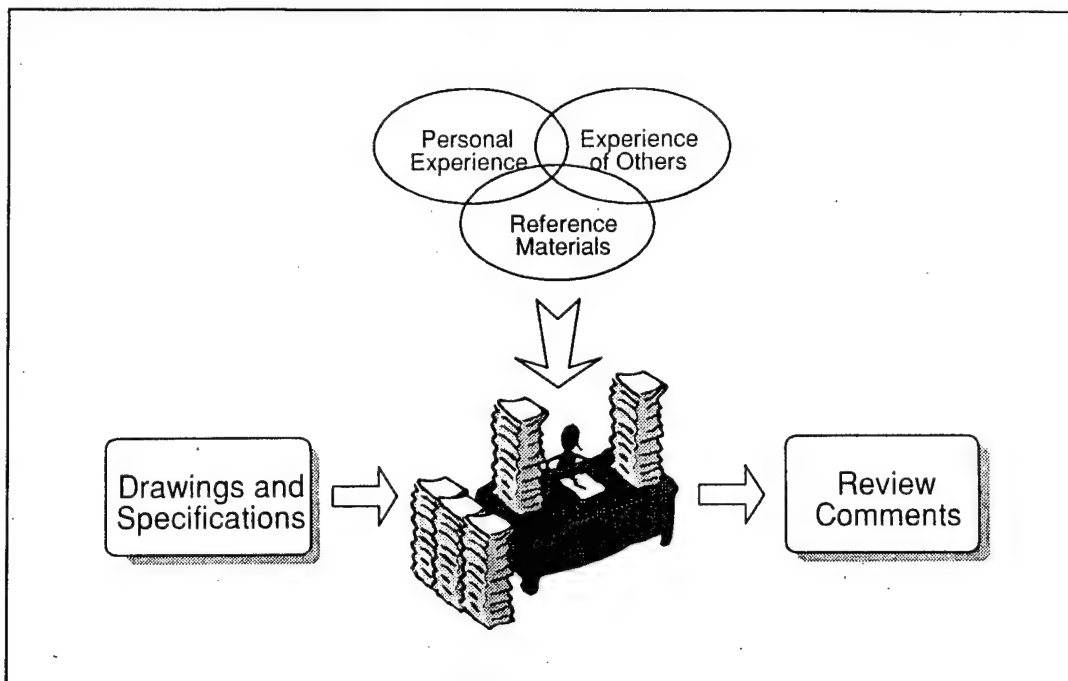 Personal
Experience
Experience
of Others
Reference
Materials
Drawings and
Specifications
Review
Comments